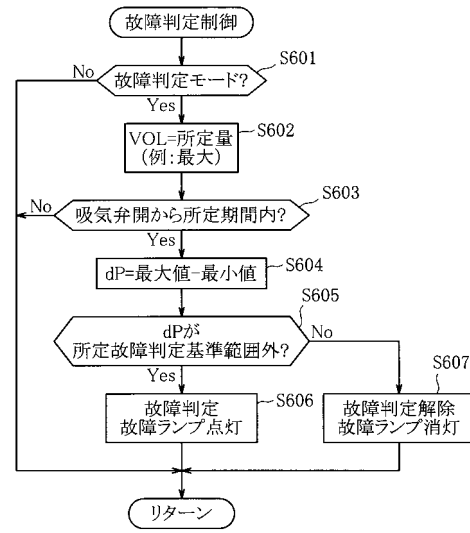 故障判定制御
S601
No
故障判定モード?
Yes
S602
VOL=所定量
(例:最大)
S603
No
吸気弁開から所定期間内?
Yes
S604
dP=最大値-最小値
S605
dPが
所定故障判定基準範囲外?
No
Yes
S606
故障判定
故障ランプ点灯
S607
故障判定解除
故障ランプ消灯
リターン